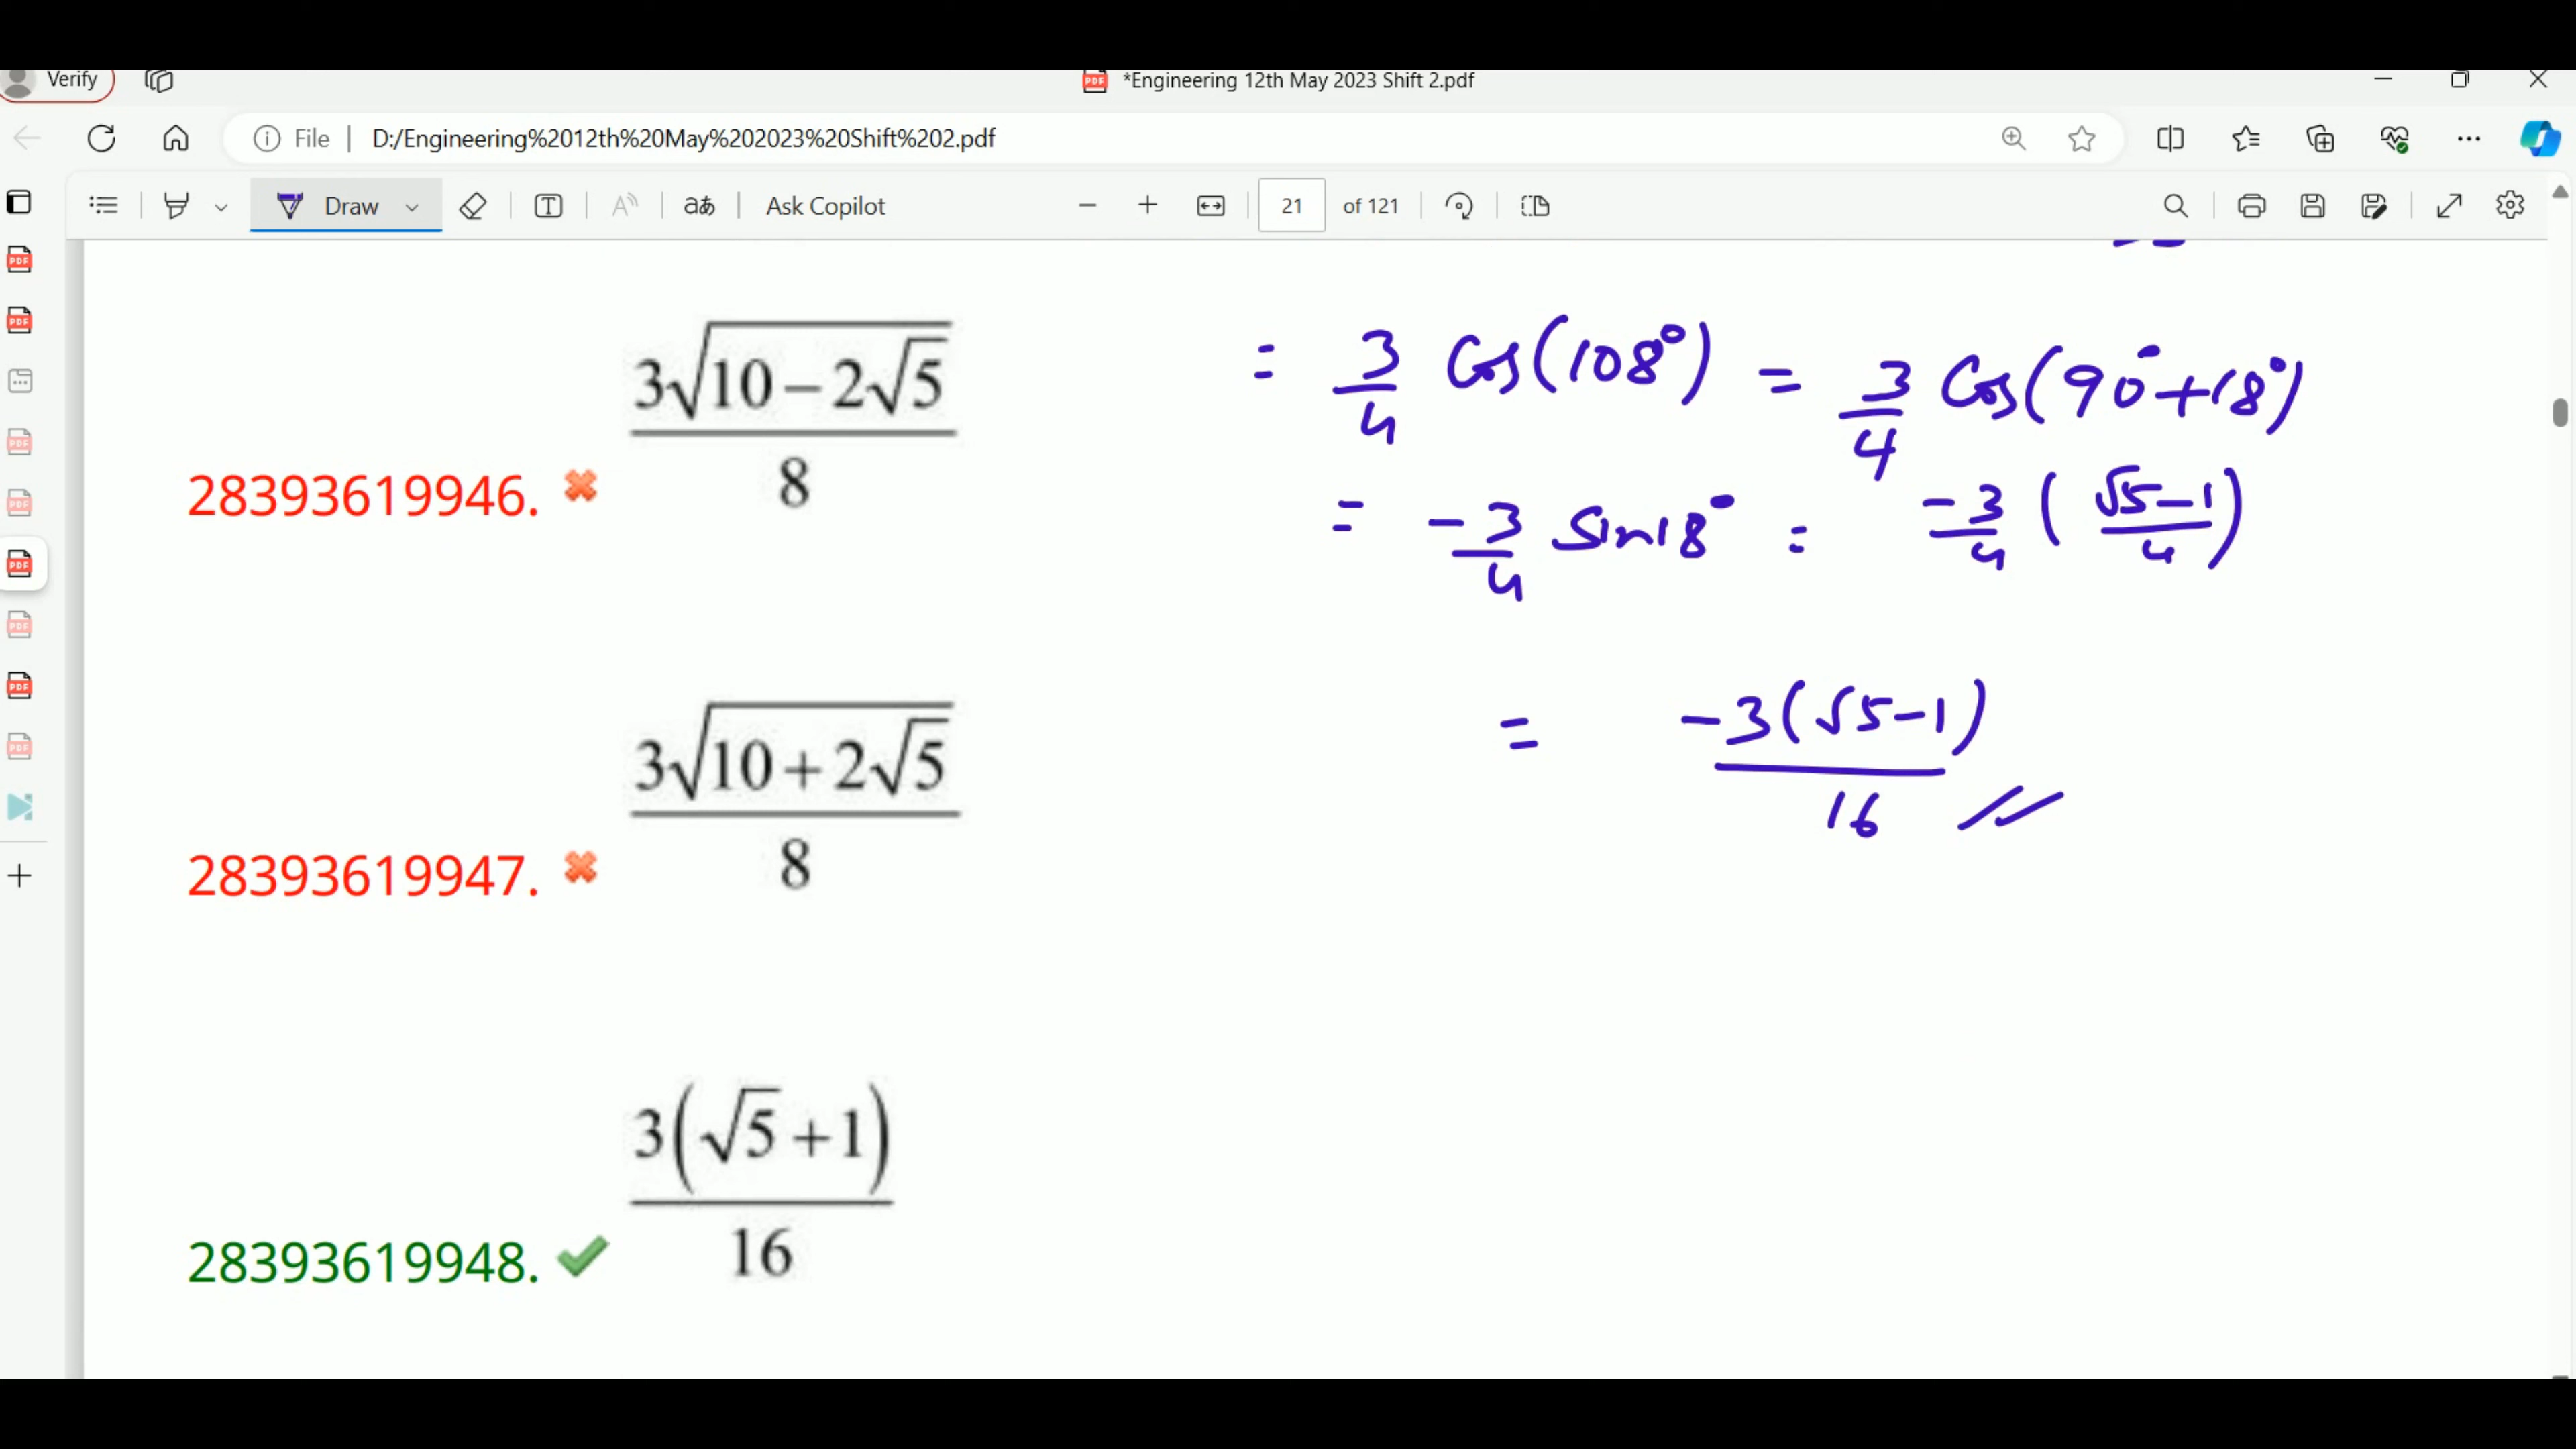 Verify
*Engineering 12th May 2023 Shift 2.pdf
File | D:/Engineering%2012th%20May%202023%20Shift%202.pdf
Draw
T
A
aあ
Ask Copilot
21 of 121
= 3/4 Cos(108°) = 3/4 Cos(90°+18°)
= -3/4 Sin18° = -3/4 (√5-1/4)
= -3(√5-1)/16
3√10-2√5/8
28393619946.
3√10+2√5/8
28393619947.
3(√5+1)/16
28393619948.